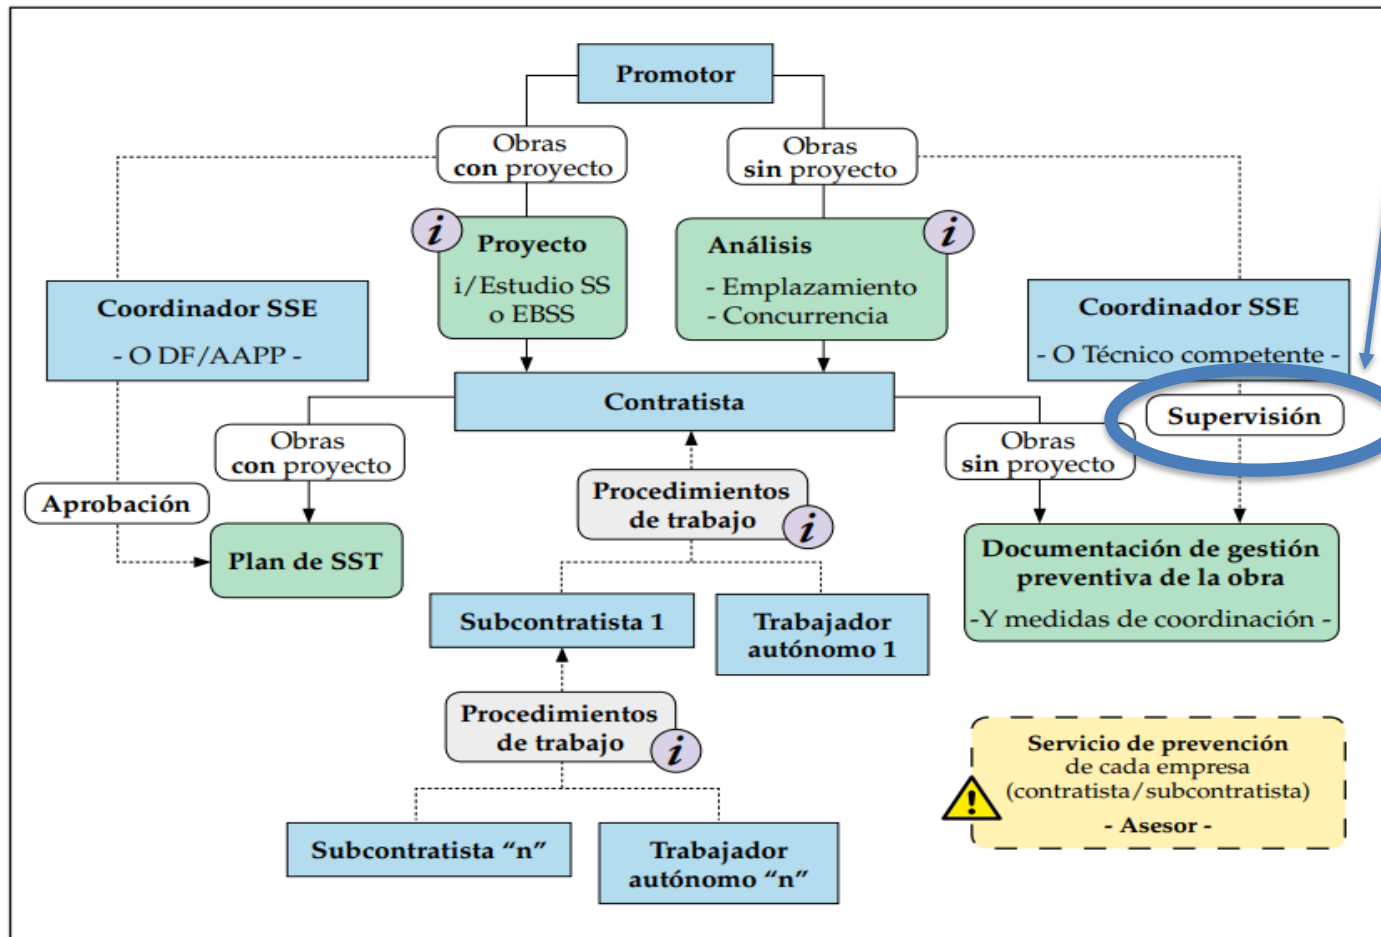 Promotor
Obras
con proyecto
Obras
sin proyecto
i
Proyecto
i/Estudio SS
o EBSS
Análisis
- Emplazamiento
- Concurrencia
i
Coordinador SSE
- O DF/AAPP -
Coordinador SSE
- O Técnico competente -
Contratista
Supervisión
Obras
con proyecto
Obras
sin proyecto
Aprobación
Procedimientos
de trabajo
i
Plan de SST
Documentación de gestión
preventiva de la obra
-Y medidas de coordinación -
Subcontratista 1
Trabajador
autónomo 1
Procedimientos
de trabajo
i
Servicio de prevención
de cada empresa
(contratista/subcontratista)
- Asesor -
!
Subcontratista “n”
Trabajador
autónomo “n”